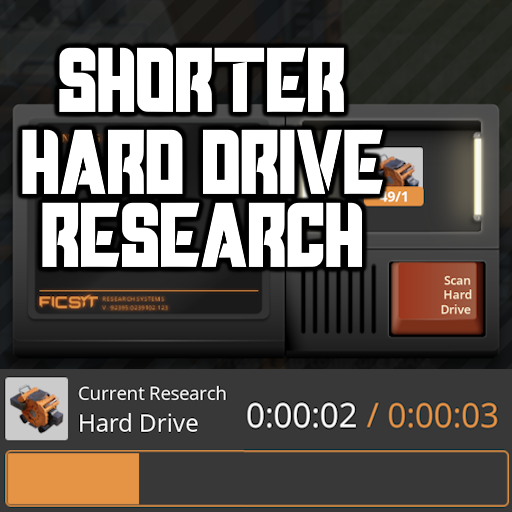 SHORTER
HARD DRIVE
RESEARCH
49/1
FICSIT
RESEARCH SYSTEMS
Scan
Hard
Drive
Current Research
Hard Drive
0:00:02 / 0:00:03